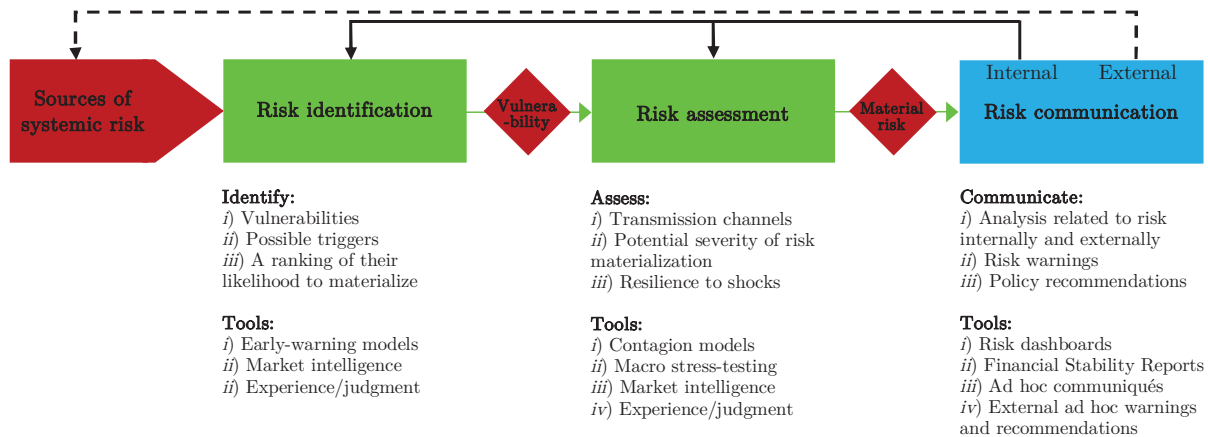 Internal External
Sources of
systemic risk
Risk identification
Vulnera
-bility
Risk assessment
Material
risk
Risk communication
Identify:
i) Vulnerabilities
ii) Possible triggers
iii) A ranking of their
likelihood to materialize
Tools:
i) Early-warning models
ii) Market intelligence
ii) Experience/judgment
Assess:
i) Transmission channels
ii) Potential severity of risk
materialization
iii) Resilience to shocks
Tools:
i) Contagion models
ii) Macro stress-testing
iii) Market intelligence
iv) Experience/judgment
Communicate:
i) Analysis related to risk
internally and externally
ii) Risk warnings
iii) Policy recommendations
Tools:
i) Risk dashboards
ii) Financial Stability Reports
iii) Ad hoc communiqués
iv) External ad hoc warnings
and recommendations